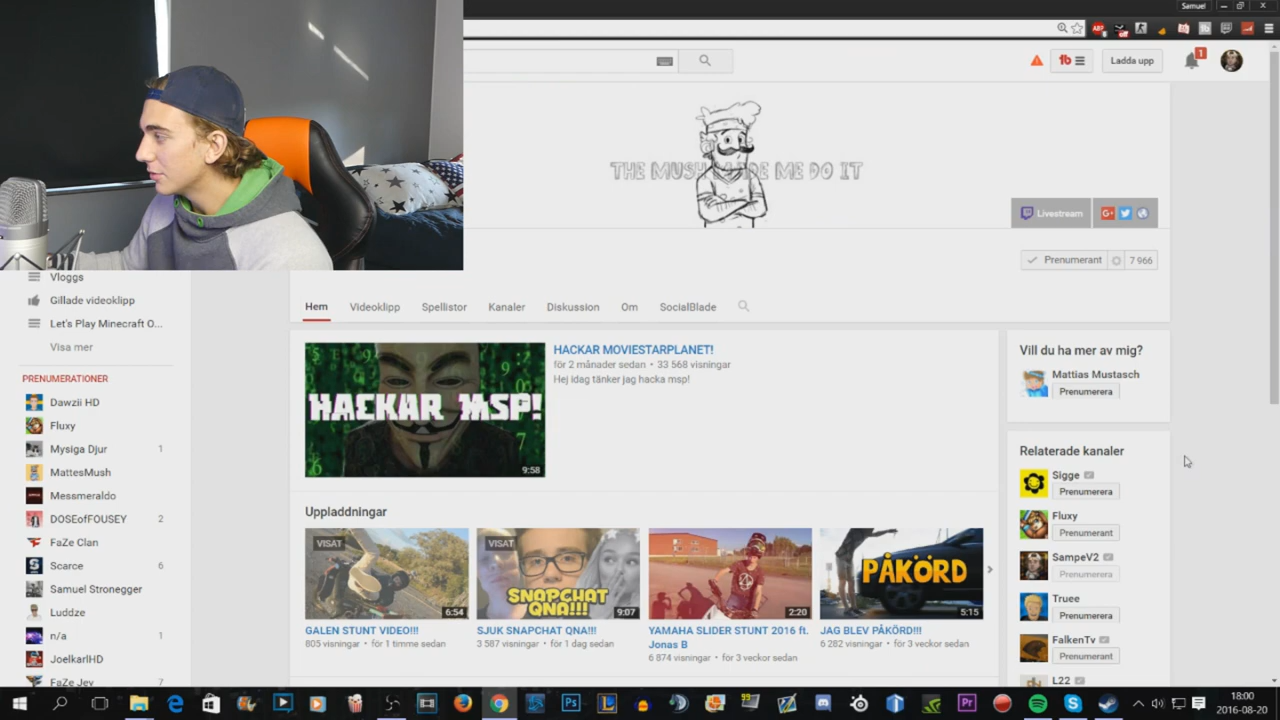 Samuel
Ladda upp
1
THE MUSH MADE ME DO IT
Livestream
Prenumerant 7 966
Hem Videoklipp Spellistor Kanaler Diskussion Om SocialBlade
Vloggs
Gillade videoklipp
Let's Play Minecraft O...
Visa mer
PRENUMERATIONER
Dawzii HD
Fluxy
Mysiga Djur 1
MattesMush
Messmeraldo
DOSEofFOUSEY 2
FaZe Clan
Scarce 6
Samuel Stronegger
Luddze
n/a 1
JoelkarlHD
FaZe Jev 7
HACKAR MSP!
9:58
HACKAR MOVIESTARPLANET!
för 2 månader sedan • 33 568 visningar
Hej idag tänker jag hacka msp!
Uppladdningar
VISAT
6:54
GALEN STUNT VIDEO!!!
805 visningar • för 1 timme sedan
VISAT
SNAPCHAT
QNA!!!
9:07
SJUK SNAPCHAT QNA!!!
3 587 visningar • för 1 dag sedan
2:20
YAMAHA SLIDER STUNT 2016 ft.
Jonas B
6 874 visningar • för 3 veckor sedan
PÅKÖRD
5:15
JAG BLEV PÅKÖRD!!!
6 282 visningar • för 3 veckor sedan
Vill du ha mer av mig?
Mattias Mustasch
Prenumerera
Relaterade kanaler
Sigge
Prenumerera
Fluxy
Prenumerant
SampeV2
Prenumerera
Truee
Prenumerera
FalkenTv
Prenumerant
L22
18:00
2016-08-20